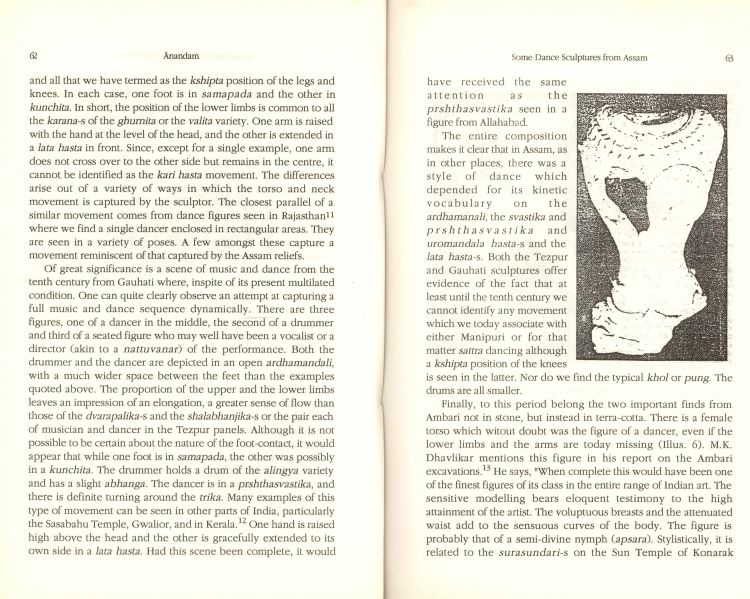 62
Ānandam
and all that we have termed as the kshipta position of the legs and
knees. In each case, one foot is in samapada and the other in
kunchita. In short, the position of the lower limbs is common to all
the karana-s of the ghurnita or the valita variety. One arm is raised
with the hand at the level of the head, and the other is extended in
a lata hasta in front. Since, except for a single example, one arm
does not cross over to the other side but remains in the centre, it
cannot be identified as the kari hasta movement. The differences
arise out of a variety of ways in which the torso and neck
movement is captured by the sculptor. The closest parallel of a
similar movement comes from dance figures seen in Rajasthan11
where we find a single dancer enclosed in rectangular areas. They
are seen in a variety of poses. A few amongst these capture a
movement reminiscent of that captured by the Assam reliefs.
Of great significance is a scene of music and dance from the
tenth century from Gauhati where, inspite of its present multilated
condition. One can quite clearly observe an attempt at capturing a
full music and dance sequence dynamically. There are three
figures, one of a dancer in the middle, the second of a drummer
and third of a seated figure who may well have been a vocalist or a
director (akin to a nattuvanar) of the performance. Both the
drummer and the dancer are depicted in an open ardhamandali,
with a much wider space between the feet than the examples
quoted above. The proportion of the upper and the lower limbs
leaves an impression of an elongation, a greater sense of flow than
those of the dvarapalika-s and the shalabhanjika-s or the pair each
of musician and dancer in the Tezpur panels. Although it is not
possible to be certain about the nature of the foot-contact, it would
appear that while one foot is in samapada, the other was possibly
in a kunchita. The drummer holds a drum of the alingya variety
and has a slight abhanga. The dancer is in a prshthasvastika, and
there is definite turning around the trika. Many examples of this
type of movement can be seen in other parts of India, particularly
the Sasabahu Temple, Gwalior, and in Kerala.12 One hand is raised
high above the head and the other is gracefully extended to its
own side in a lata hasta. Had this scene been complete, it would
Some Dance Sculptures from Assam
63
have received the same
attention as the
prshthasvastika seen in a
figure from Allahabad.
The entire composition
makes it clear that in Assam, as
in other places, there was a
style of dance which
depended for its kinetic
vocabulary on the
ardhamanali, the svastika and
prshthasvastika and
uromandala hasta-s and the
lata hasta-s. Both the Tezpur
and Gauhati sculptures offer
evidence of the fact that at
least until the tenth century we
cannot identify any movement
which we today associate with
either Manipuri or for that
matter sattra dancing although
a kshipta position of the knees
is seen in the latter. Nor do we find the typical khol or pung. The
drums are all smaller.
Finally, to this period belong the two important finds from
Ambari not in stone, but instead in terra-cotta. There is a female
torso which witout doubt was the figure of a dancer, even if the
lower limbs and the arms are today missing (Illus. 6). M.K.
Dhavlikar mentions this figure in his report on the Ambari
excavations.13 He says, "When complete this would have been one
of the finest figures of its class in the entire range of Indian art. The
sensitive modelling bears eloquent testimony to the high
attainment of the artist. The voluptuous breasts and the attenuated
waist add to the sensuous curves of the body. The figure is
probably that of a semi-divine nymph (apsara). Stylistically, it is
related to the surasundari-s on the Sun Temple of Konarak